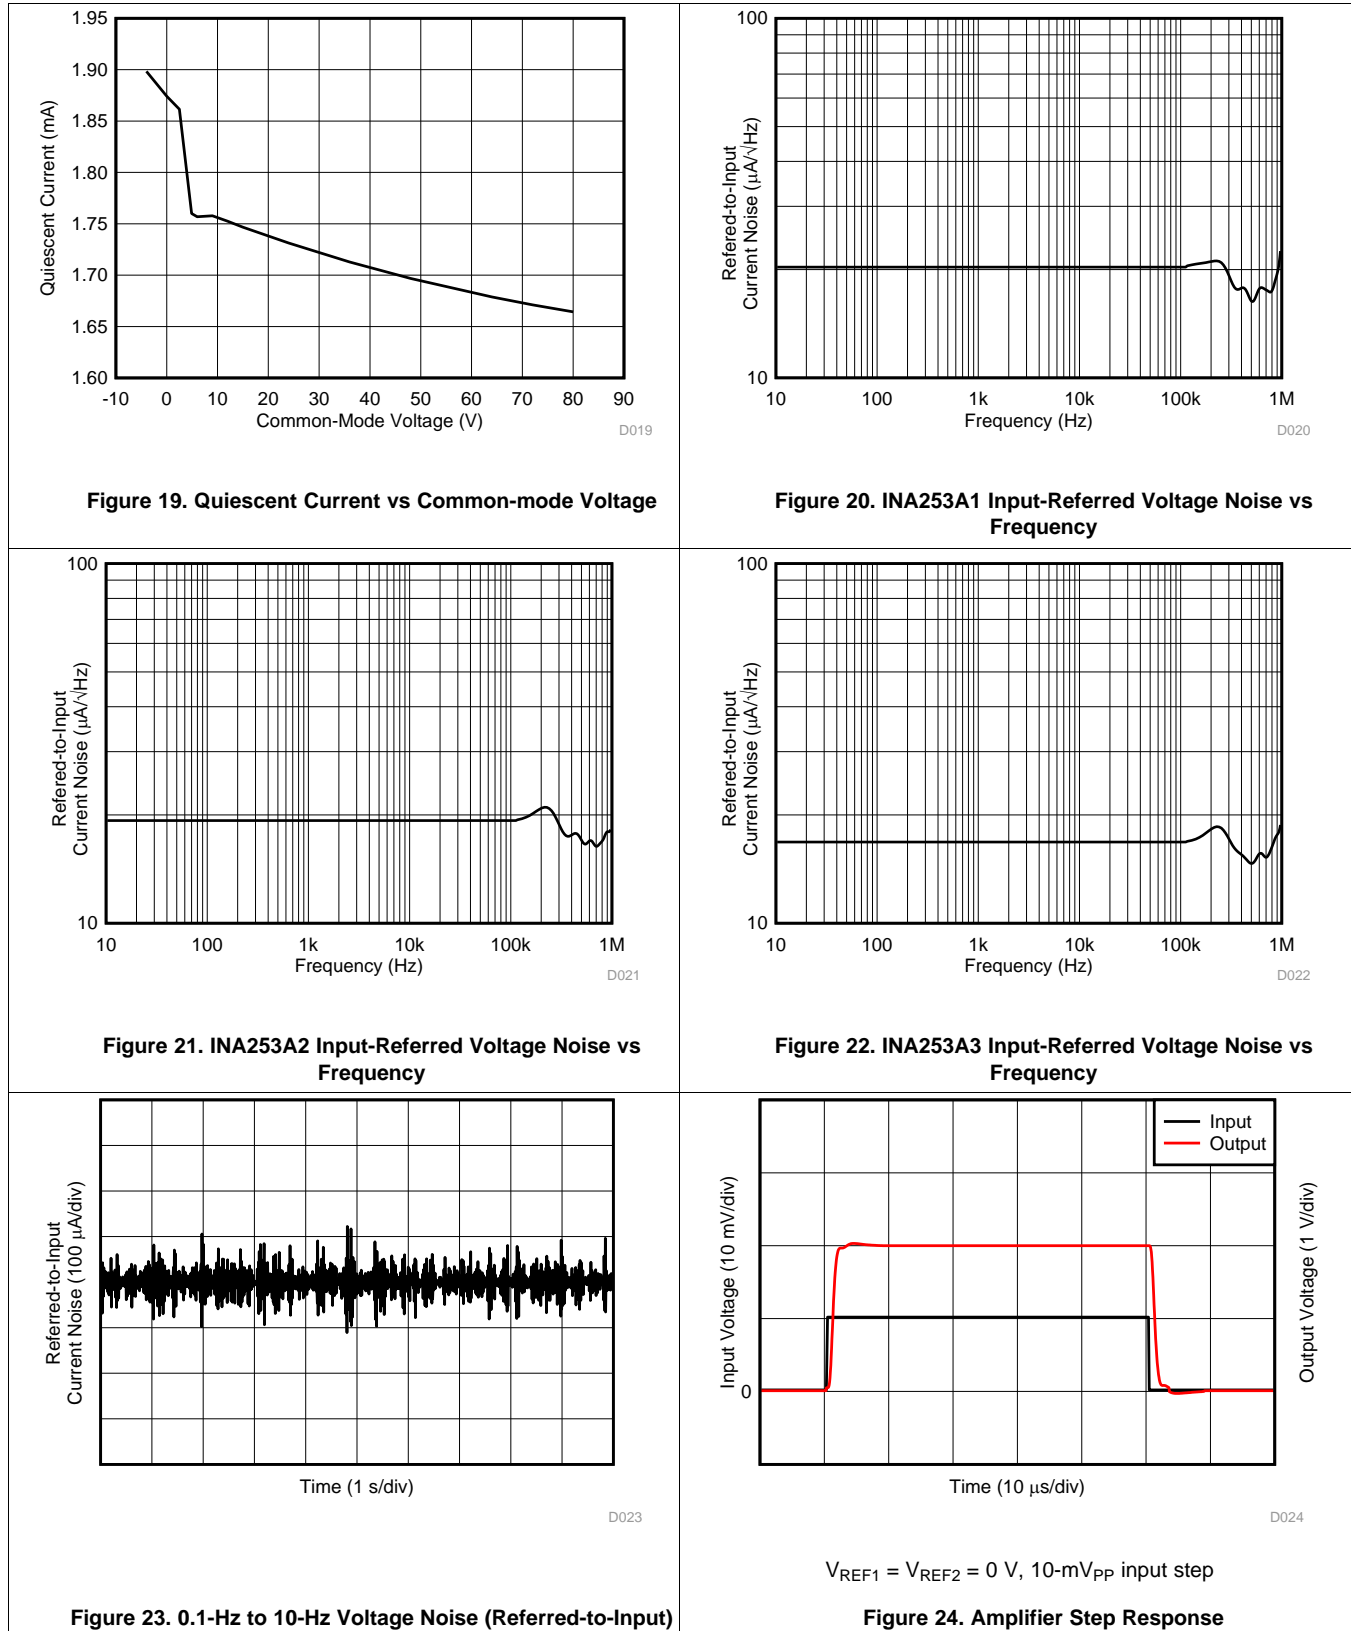 1.95
1.90
1.85
1.80
1.75
1.70
1.65
1.60
-10 0 10 20 30 40 50 60 70 80 90
Quiescent Current (mA)
Common-Mode Voltage (V)
D019
Figure 19. Quiescent Current vs Common-mode Voltage
100
10
10 100 1k 10k 100k 1M
Refered-to-Input
Current Noise (µA/√Hz)
Frequency (Hz)
D020
Figure 20. INA253A1 Input-Referred Voltage Noise vs
Frequency
100
10
10 100 1k 10k 100k 1M
Referred-to-Input
Current Noise (µA/√Hz)
Frequency (Hz)
D021
Figure 21. INA253A2 Input-Referred Voltage Noise vs
Frequency
100
10
10 100 1k 10k 100k 1M
Refered-to-Input
Current Noise (µA/√Hz)
Frequency (Hz)
D022
Figure 22. INA253A3 Input-Referred Voltage Noise vs
Frequency
Referred-to-Input
Current Noise (100 µA/div)
Time (1 s/div)
D023
Figure 23. 0.1-Hz to 10-Hz Voltage Noise (Referred-to-Input)
Input
Output
Input Voltage (10 mV/div)
0
Output Voltage (1 V/div)
Time (10 µs/div)
D024
VREF1 = VREF2 = 0 V, 10-mVPP input step
Figure 24. Amplifier Step Response